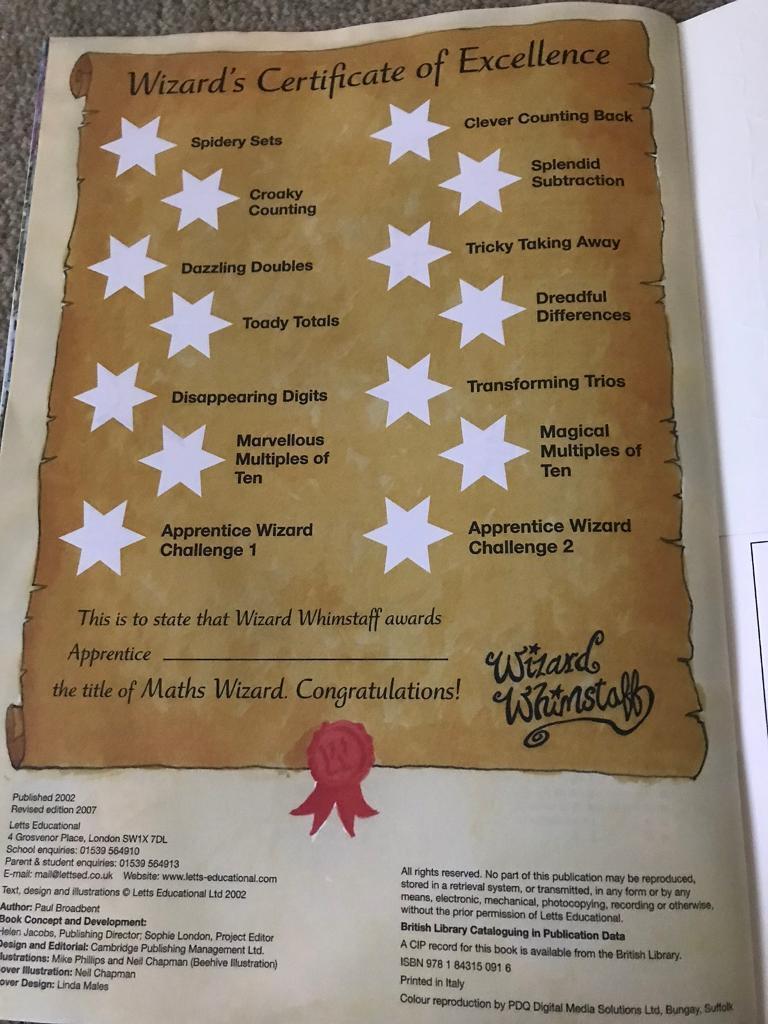 Wizard's Certificate of Excellence
Spidery Sets
Croaky
Counting
Dazzling Doubles
Toady Totals
Disappearing Digits
Marvellous
Multiples of
Ten
Apprentice Wizard
Challenge 1
Clever Counting Back
Splendid
Subtraction
Tricky Taking Away
Dreadful
Differences
Transforming Trios
Magical
Multiples of
Ten
Apprentice Wizard
Challenge 2
This is to state that Wizard Whimstaff awards
Apprentice
the title of Maths Wizard. Congratulations!
Wizard
Whimstaff
W
Published 2002
Revised edition 2007
Letts Educational
4 Grosvenor Place, London SW1X 7DL
School enquiries: 01539 564910
Parent & student enquiries: 01539 564913
E-mail: mail@lettsed.co.uk Website: www.letts-educational.com
Text, design and illustrations © Letts Educational Ltd 2002
Author: Paul Broadbent
Book Concept and Development:
Helen Jacobs, Publishing Director; Sophie London, Project Editor
Design and Editorial: Cambridge Publishing Management Ltd.
llustrations: Mike Phillips and Neil Chapman (Beehive Illustration)
over Illustration: Neil Chapman
over Design: Linda Males
All rights reserved. No part of this publication may be reproduced,
stored in a retrieval system, or transmitted, in any form or by any
means, electronic, mechanical, photocopying, recording or otherwise,
without the prior permission of Letts Educational.
British Library Cataloguing in Publication Data
A CIP record for this book is available from the British Library.
ISBN 978 1 84315 091 6
Printed in Italy
Colour reproduction by PDQ Digital Media Solutions Ltd, Bungay, Suffolk